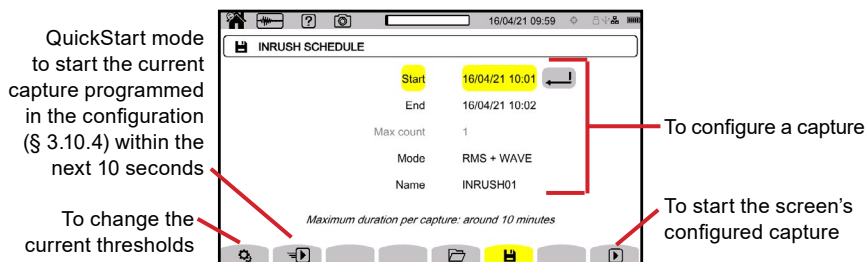 16/04/21 09:59
INRUSH SCHEDULE
QuickStart mode
to start the current
capture programmed
in the configuration
(§ 3.10.4) within the
next 10 seconds
To change the
current thresholds
Start 16/04/21 10:01
End 16/04/21 10:02
Max count 1
Mode RMS + WAVE
Name INRUSH01
Maximum duration per capture: around 10 minutes
To configure a capture
To start the screen's
configured capture